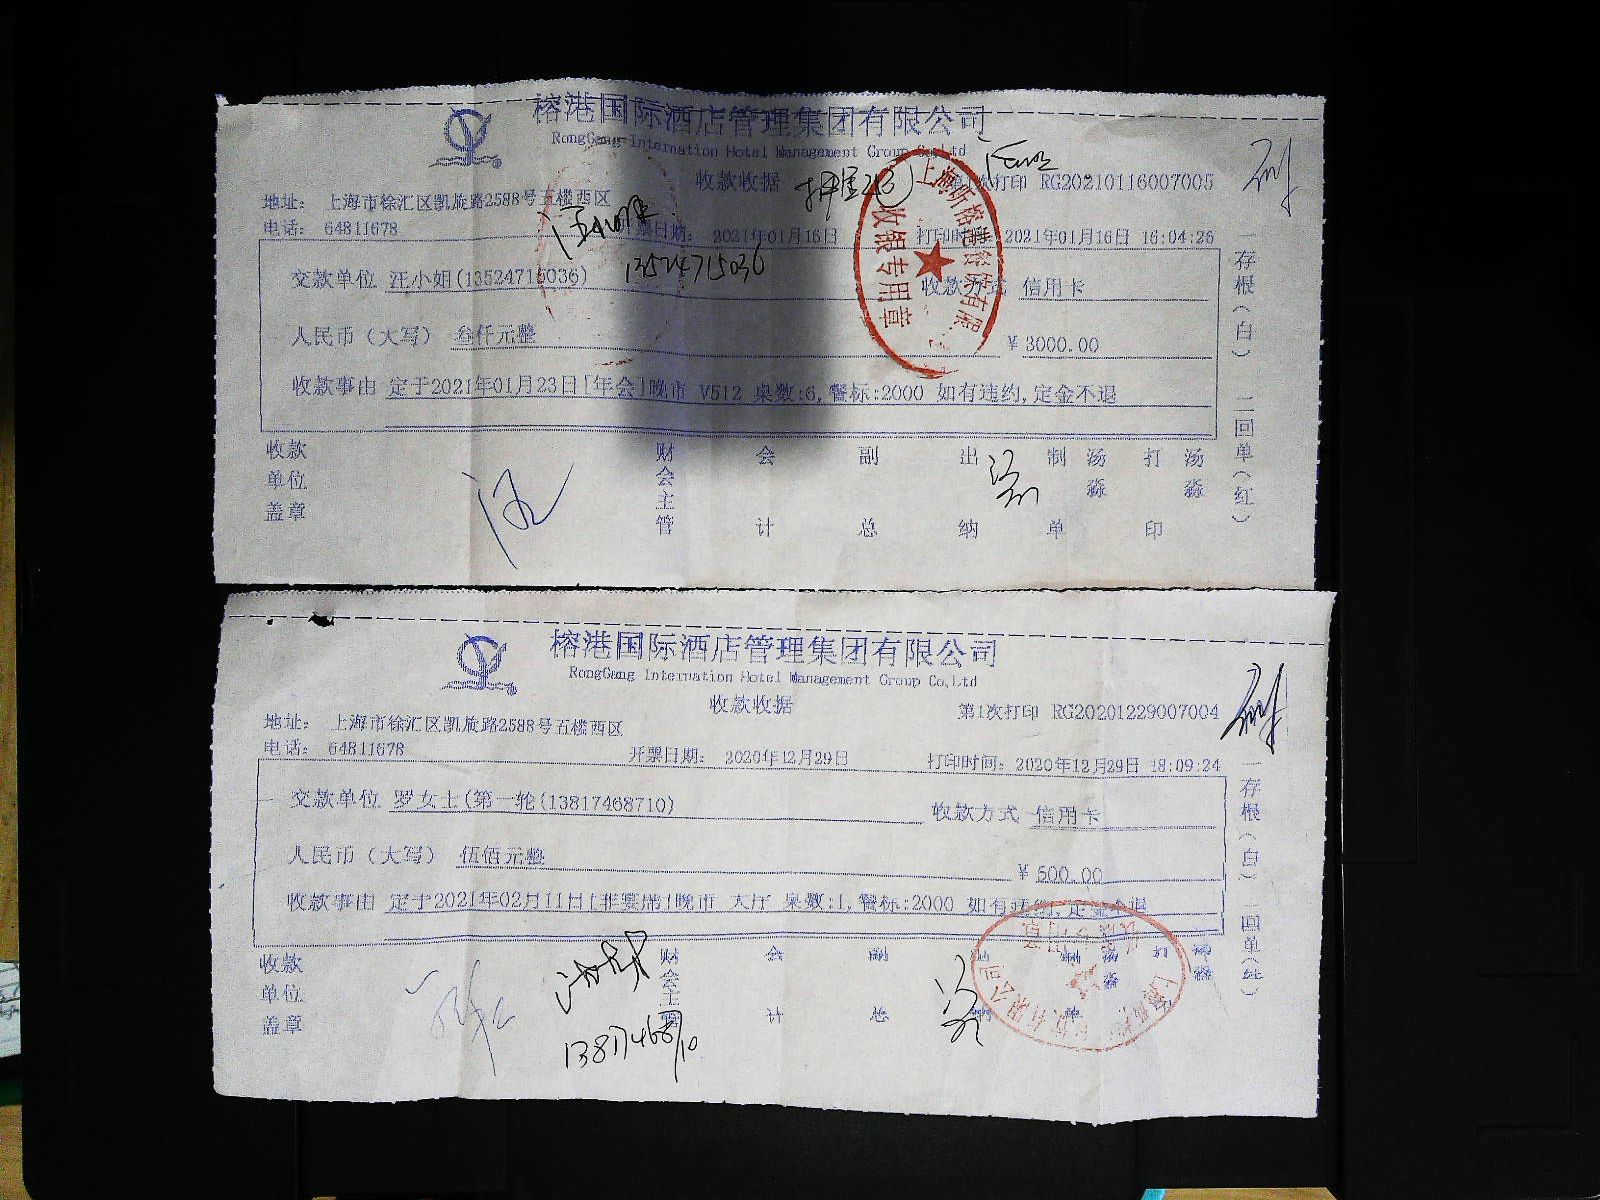 榕港国际酒店管理集团有限公司
RongGang Internation Hotel Management Group Co,Ltd
收款收据
次打印 RG20210116007005
地址： 上海市徐汇区凯旋路2588号五楼西区
电话： 64811678
票日期： 2021年01月16日
打印时间： 2021年01月16日 16:04:26
13524715036
交款单位 汪小姐(13524715036)
收款方式 信用卡
人民币（大写） 叁仟元整
￥3000.00
收款事由 定于2021年01月23日[年会]晚市 V512 桌数:6,餐标:2000 如有违约,定金不退
收银专用章
一存根（白） 二回单（红）
收款单位盖章
财会主管
会计
副总
出纳
制单 汤淼
打印 汤淼
汪
榕港国际酒店管理集团有限公司
RongGang Internation Hotel Management Group Co,Ltd
收款收据
第1次打印 RG20201229007004
地址： 上海市徐汇区凯旋路2588号五楼西区
电话： 64811678
开票日期： 2020年12月29日
打印时间： 2020年12月29日 18:09:24
交款单位 罗女士(第一轮(13817468710)
收款方式 信用卡
人民币（大写） 伍佰元整
￥500.00
收款事由 定于2021年02月11日[非宴席]晚市 大厅 桌数:1,餐标:2000 如有违约,定金不退
一存根（白） 二回单（红）
收款单位盖章
财会主管
会计
副总
13817468710